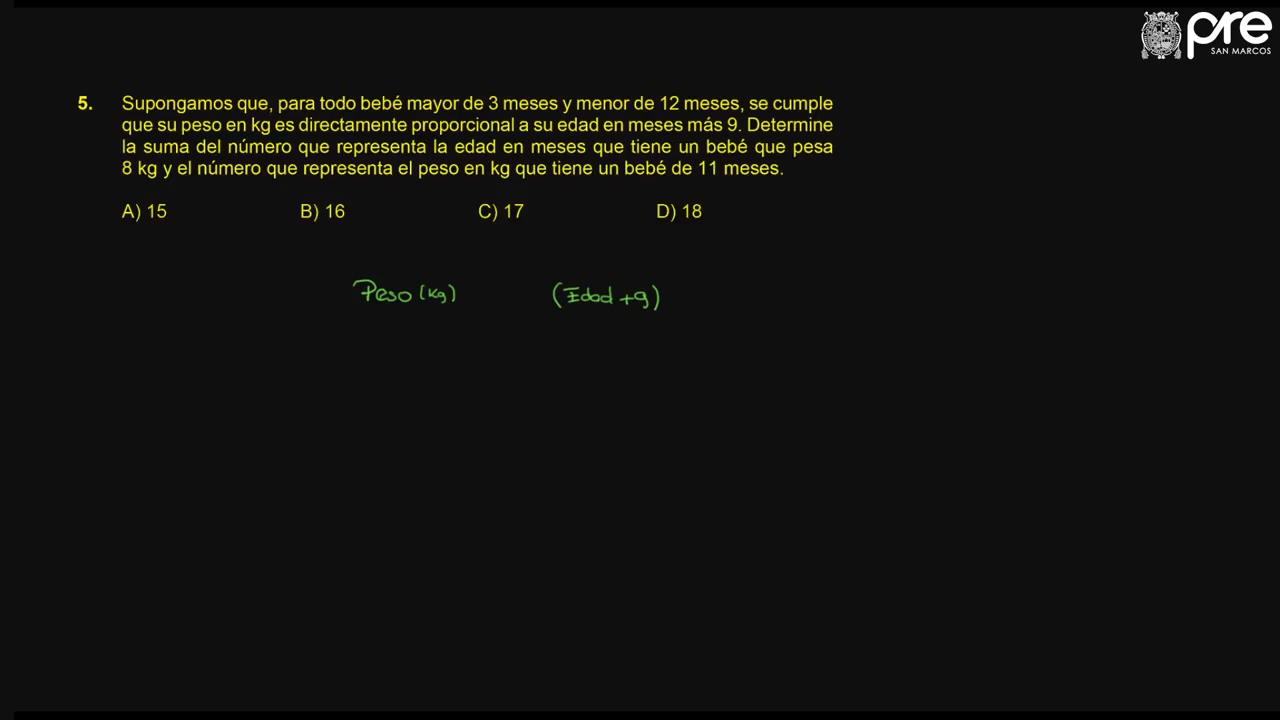 pre
SAN MARCOS
5. Supongamos que, para todo bebé mayor de 3 meses y menor de 12 meses, se cumple
que su peso en kg es directamente proporcional a su edad en meses más 9. Determine
la suma del número que representa la edad en meses que tiene un bebé que pesa
8 kg y el número que representa el peso en kg que tiene un bebé de 11 meses.
A) 15 B) 16 C) 17 D) 18
Peso (kg) (Edad + 9)